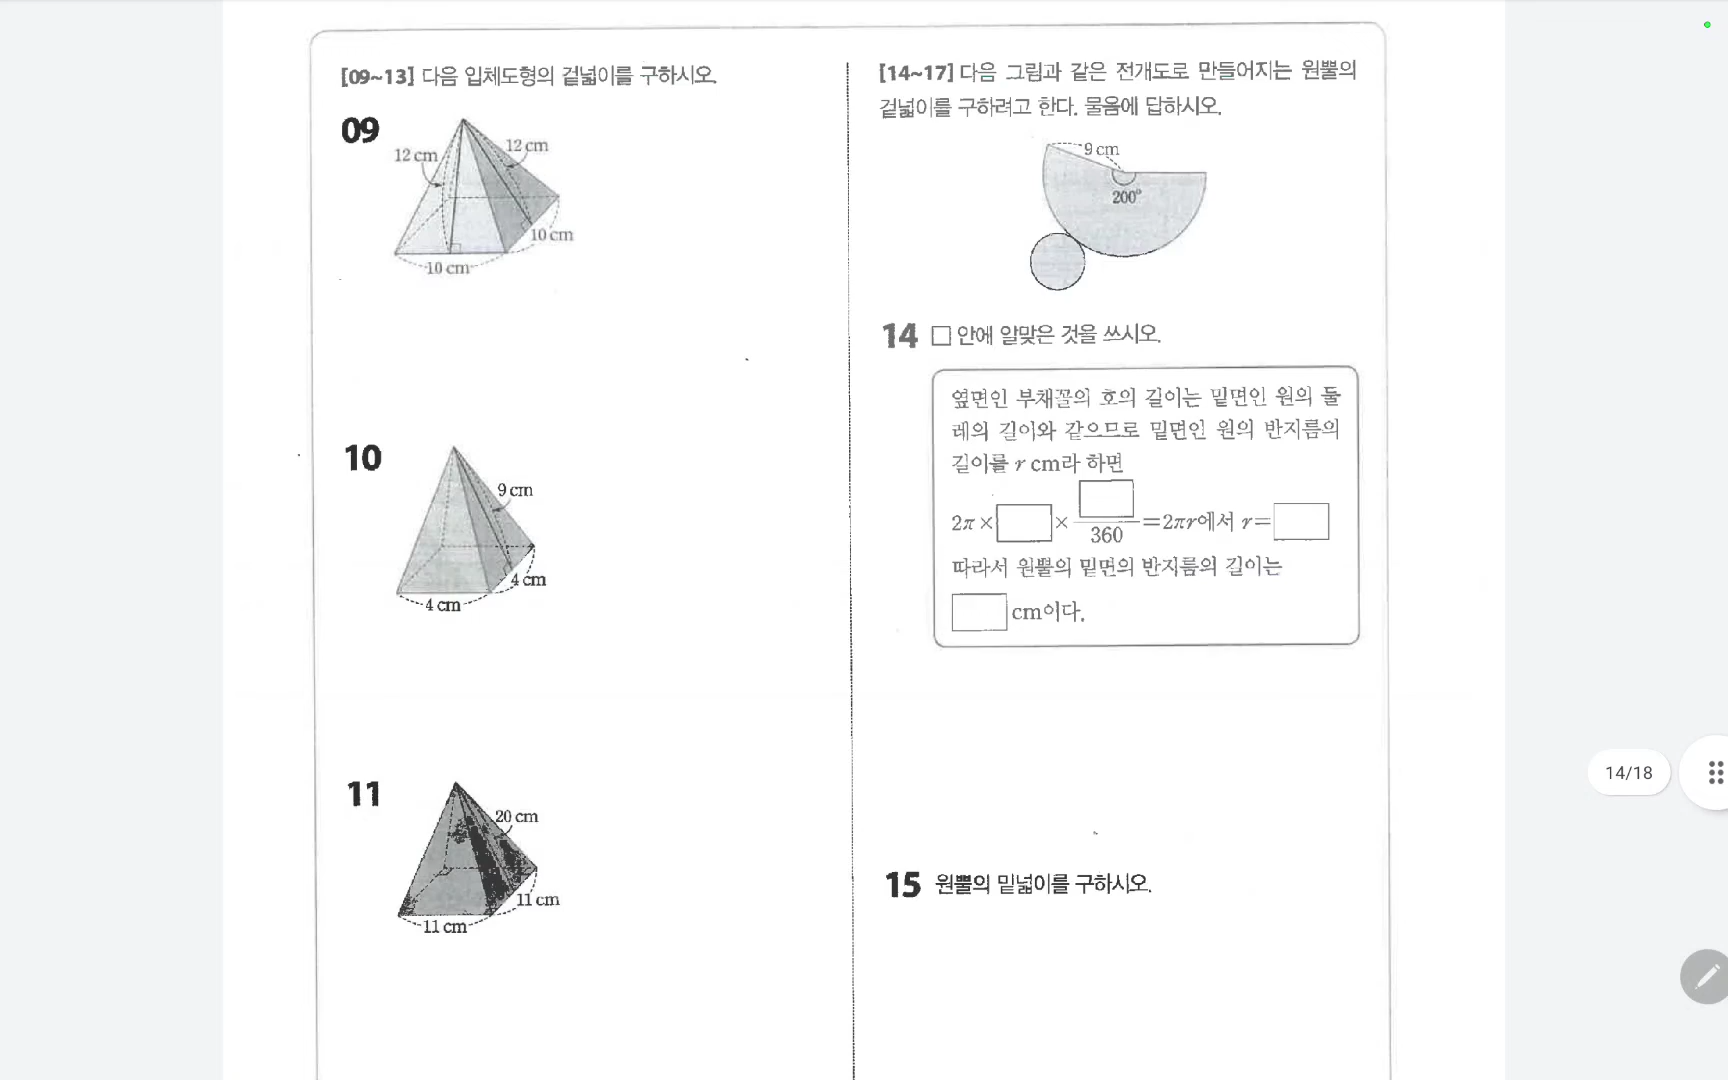 [09~13] 다음 입체도형의 겉넓이를 구하시오.
09
12 cm
12 cm
10 cm
10 cm
10
9 cm
4 cm
4 cm
11
20 cm
11 cm
11 cm
[14~17] 다음 그림과 같은 전개도로 만들어지는 원뿔의
겉넓이를 구하려고 한다. 물음에 답하시오.
9 cm
200°
14 □ 안에 알맞은 것을 쓰시오.
옆면인 부채꼴의 호의 길이는 밑면인 원의 둘
레의 길이와 같으므로 밑면인 원의 반지름의
길이를 r cm라 하면
2π × □ × □/360 = 2πr에서 r = □
따라서 원뿔의 밑면의 반지름의 길이는
□ cm이다.
15 원뿔의 밑넓이를 구하시오.
14/18